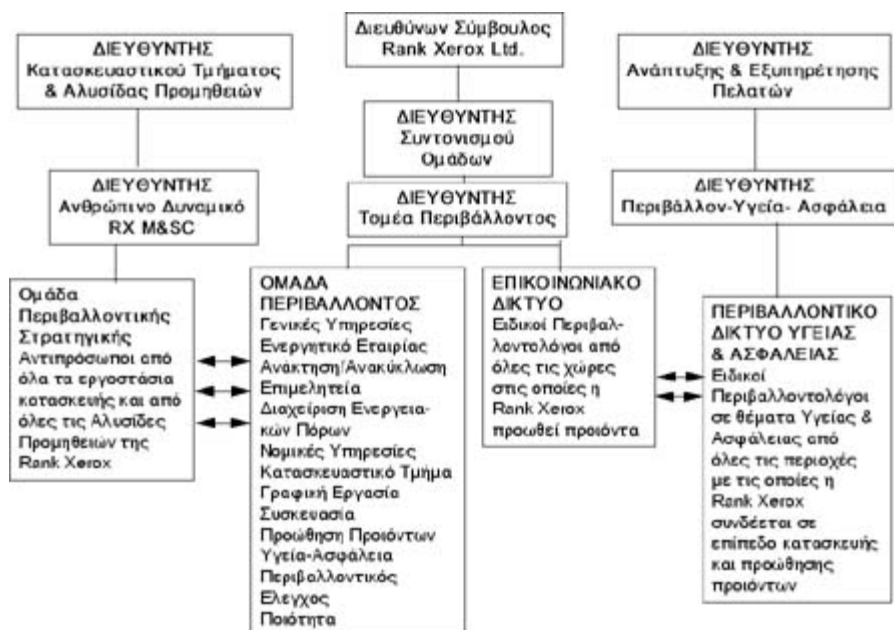 ΔΙΕΥΘΥΝΤΗΣ
Κατασκευαστικού Τμήματος
& Αλυσίδας Προμηθειών
Διευθύνων Σύμβουλος
Rank Xerox Ltd.
ΔΙΕΥΘΥΝΤΗΣ
Ανάπτυξης & Εξυπηρέτησης
Πελατών
ΔΙΕΥΘΥΝΤΗΣ
Συντονισμού
Ομάδων
ΔΙΕΥΘΥΝΤΗΣ
Ανθρώπινο Δυναμικό
RX M&SC
ΔΙΕΥΘΥΝΤΗΣ
Τομέα Περιβάλλοντος
ΔΙΕΥΘΥΝΤΗΣ
Περιβάλλον-Υγεία- Ασφάλεια
Ομάδα
Περιβαλλοντικής
Στρατηγικής
Αντιπρόσωποι από
όλα τα εργοστάσια
κατασκευής και από
όλες τις Αλυσίδες
Προμηθειών της
Rank Xerox
ΟΜΑΔΑ
ΠΕΡΙΒΑΛΛΟΝΤΟΣ
Γενικές Υπηρεσίες
Ενεργητικό Εταιρίας
Ανάκτηση/Ανακύκλωση
Επιμελητεία
Διαχείριση Ενεργεια-
κών Πόρων
Νομικές Υπηρεσίες
Κατασκευαστικό Τμήμα
Γραφική Εργασία
Συσκευασία
Προώθηση Προιόντων
Υγεία-Ασφάλεια
Περιβαλλοντικός
Ελεγχος
Ποιότητα
ΕΠΙΚΟΙΝΩΝΙΑΚΟ
ΔΙΚΤΥΟ
Ειδικοί Περιβαλ-
λοντολόγοι από
όλες τις χώρες
στις οποίες η
Rank Xerox
προωθεί προιόντα
ΠΕΡΙΒΑΛΛΟΝΤΙΚΟ
ΔΙΚΤΥΟ ΥΓΕΙΑΣ
& ΑΣΦΑΛΕΙΑΣ
Ειδικοί
Περιβαλλοντολόγοι
σε θέματα Υγείας &
Ασφάλειας από
όλες τις περιοχές
με τις οποίες η
Rank Xerox
συνδέεται σε
επίπεδο κατασκευής
και προώθησης
προιόντων